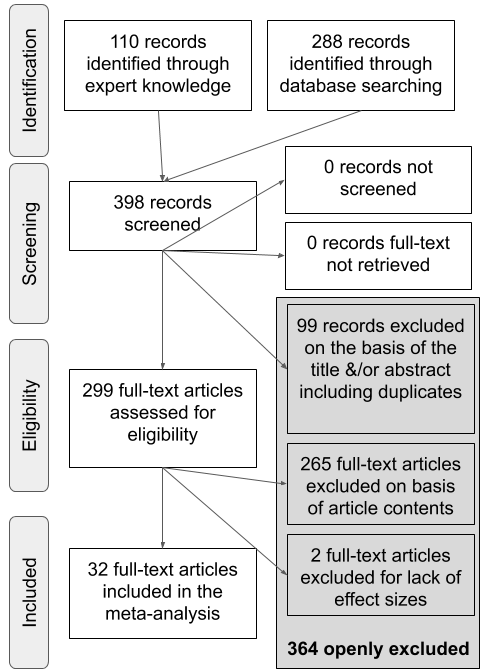 Identification
110 records
identified through
expert knowledge
288 records
identified through
database searching
Screening
398 records
screened
0 records not
screened
0 records full-text
not retrieved
99 records excluded
on the basis of the
title &/or abstract
including duplicates
Eligibility
299 full-text articles
assessed for
eligibility
265 full-text articles
excluded on basis
of article contents
Included
32 full-text articles
included in the
meta-analysis
2 full-text articles
excluded for lack of
effect sizes
364 openly excluded